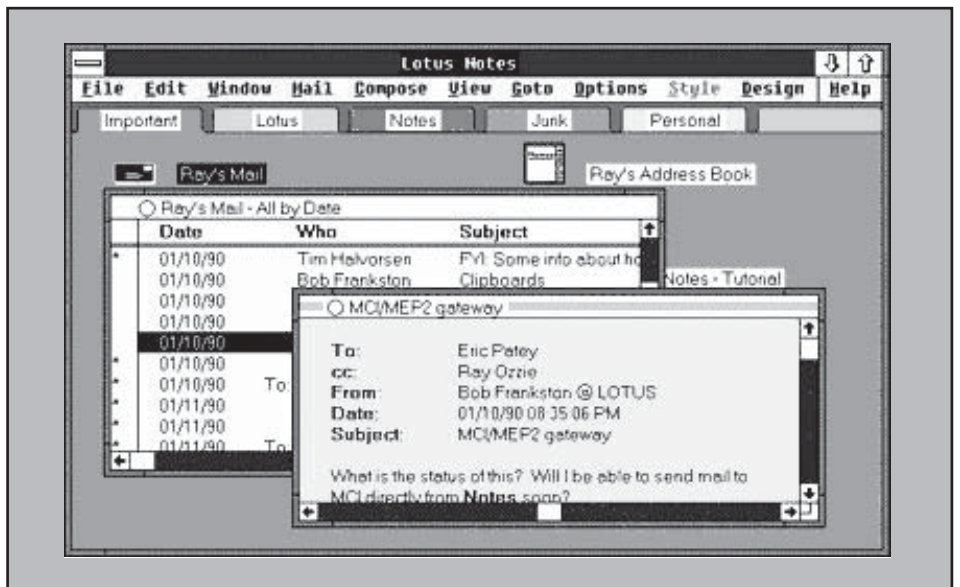 Lotus Notes
File Edit Window Mail Compose View Goto Options Style Design Help
Important Lotus Notes Junk Personal
Ray's Mail Ray's Address Book
Ray's Mail - All by Date
Date Who Subject
* 01/10/90 Tim Halvorsen FYI: Some info about ho
01/10/90 Bob Frankston Clipboards
Notes - Tutorial
01/10/90
01/10/90
01/10/90
* 01/10/90
* 01/10/90 To:
* 01/11/90
* 01/11/90
* 01/11/90 To:
MCI/MEP2 gateway
To: Eric Patey
cc: Ray Ozzie
From: Bob Frankston @ LOTUS
Date: 01/10/90 08:35:06 PM
Subject: MCI/MEP2 gateway
What is the status of this? Will I be able to send mail to
MCI directly from Notes soon?